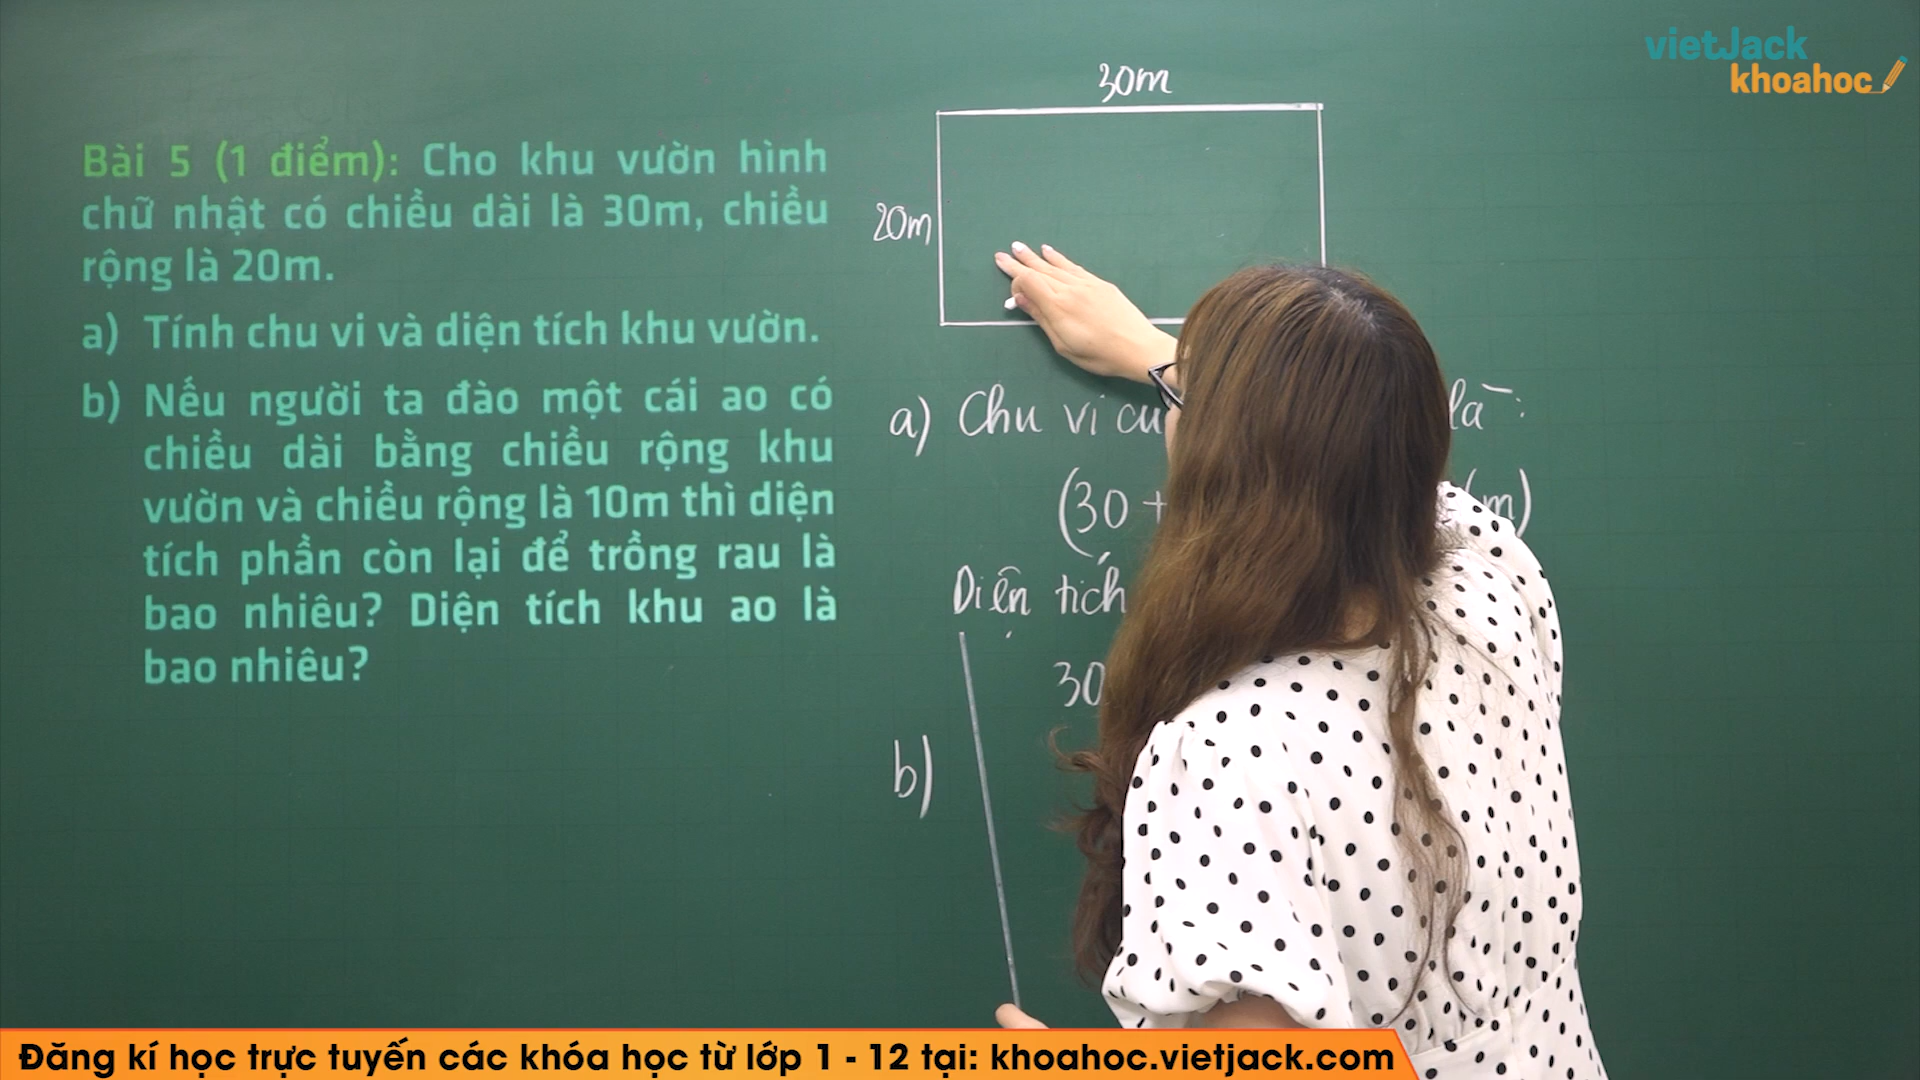 vietJack
khoahoc
Bài 5 (1 điểm): Cho khu vườn hình
chữ nhật có chiều dài là 30m, chiều
rộng là 20m.
a) Tính chu vi và diện tích khu vườn.
b) Nếu người ta đào một cái ao có
chiều dài bằng chiều rộng khu
vườn và chiều rộng là 10m thì diện
tích phần còn lại để trồng rau là
bao nhiêu? Diện tích khu ao là
bao nhiêu?
30m
20m
a) Chu vi là:
(30 + (m)
Diện tích
30
b)
Đăng kí học trực tuyến các khóa học từ lớp 1 - 12 tại: khoahoc.vietjack.com